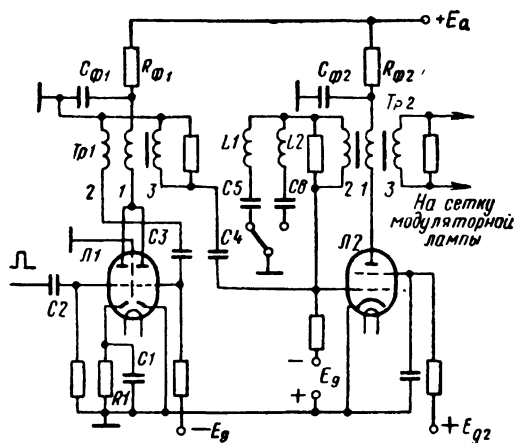 +Eа
Cф1
Rф1
Cф2
Rф2
Тр2
Тр1
2 1 3
L1
L2
C5
C6
2 1 3
На сетку
модуляторной
лампы
Л1
C3
C4
Л2
C2
C1
R1
−
Eg
+
−Eg
+Eg2